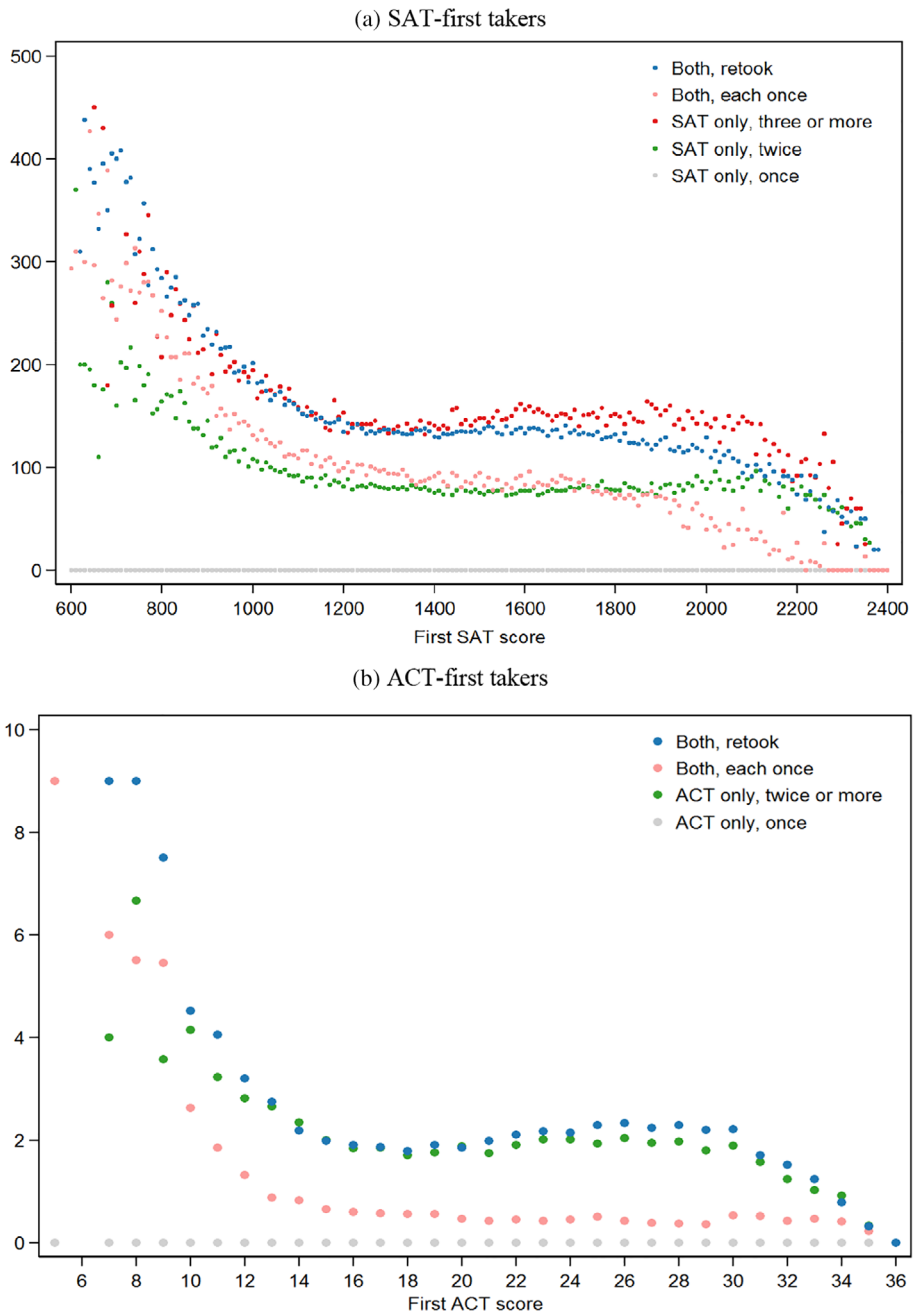 (a) SAT-first takers
500
400
300
200
100
0
Both, retook
Both, each once
SAT only, three or more
SAT only, twice
SAT only, once
600 800 1000 1200 1400 1600 1800 2000 2200 2400
First SAT score
(b) ACT-first takers
10
8
6
4
2
0
Both, retook
Both, each once
ACT only, twice or more
ACT only, once
6 8 10 12 14 16 18 20 22 24 26 28 30 32 34 36
First ACT score